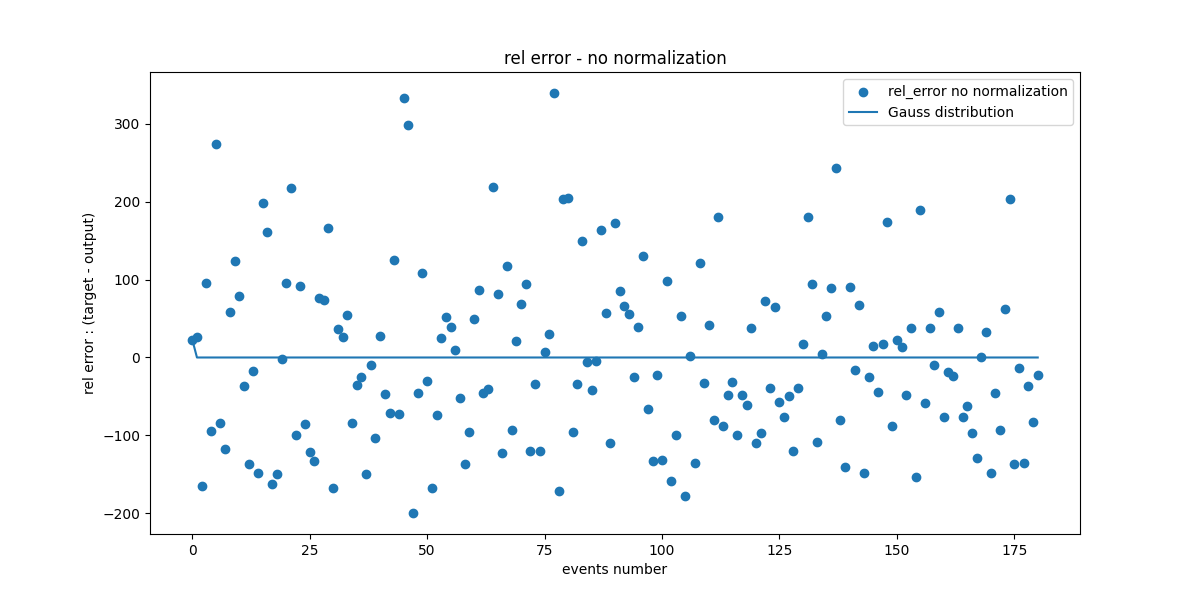 rel error - no normalization
rel_error no normalization
Gauss distribution
rel error : (target - output)
300
200
100
0
−100
−200
0
25
50
75
100
125
150
175
events number